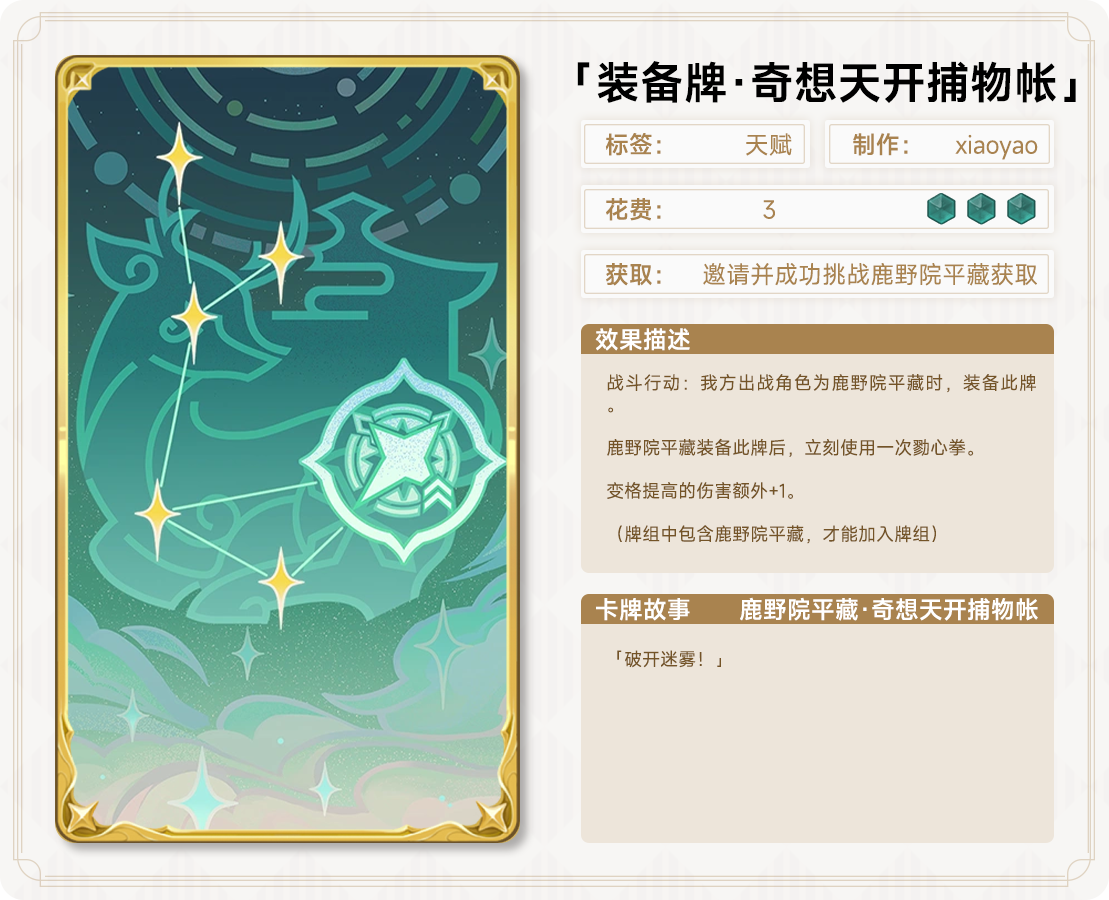 「装备牌·奇想天开捕物帐」
标签： 天赋 制作： xiaoyao
花费： 3
获取： 邀请并成功挑战鹿野院平藏获取
效果描述
战斗行动：我方出战角色为鹿野院平藏时，装备此牌
。
鹿野院平藏装备此牌后，立刻使用一次勠心拳。
变格提高的伤害额外+1。
（牌组中包含鹿野院平藏，才能加入牌组）
卡牌故事 鹿野院平藏·奇想天开捕物帐
「破开迷雾！」